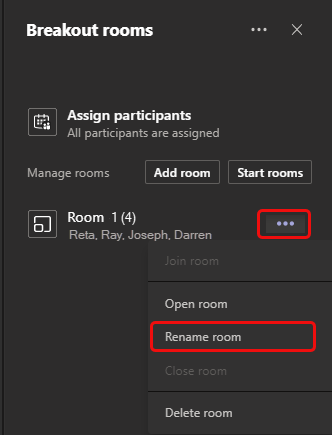 Breakout rooms
Assign participants
All participants are assigned
Manage rooms Add room Start rooms
Room 1 (4)
Reta, Ray, Joseph, Darren
Join room
Open room
Rename room
Close room
Delete room